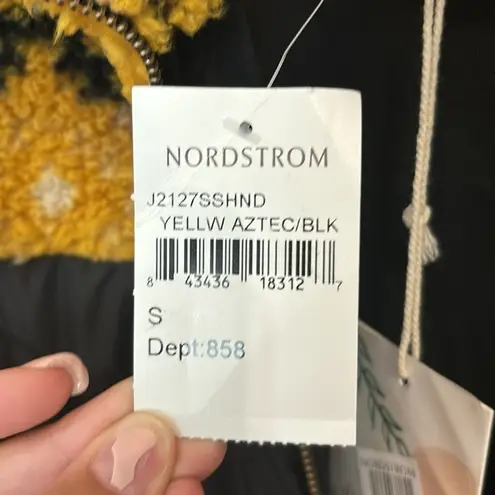 NORDSTROM
J2127SSHND
YELLW AZTEC/BLK
8 43436 18312 7
S
Dept:858